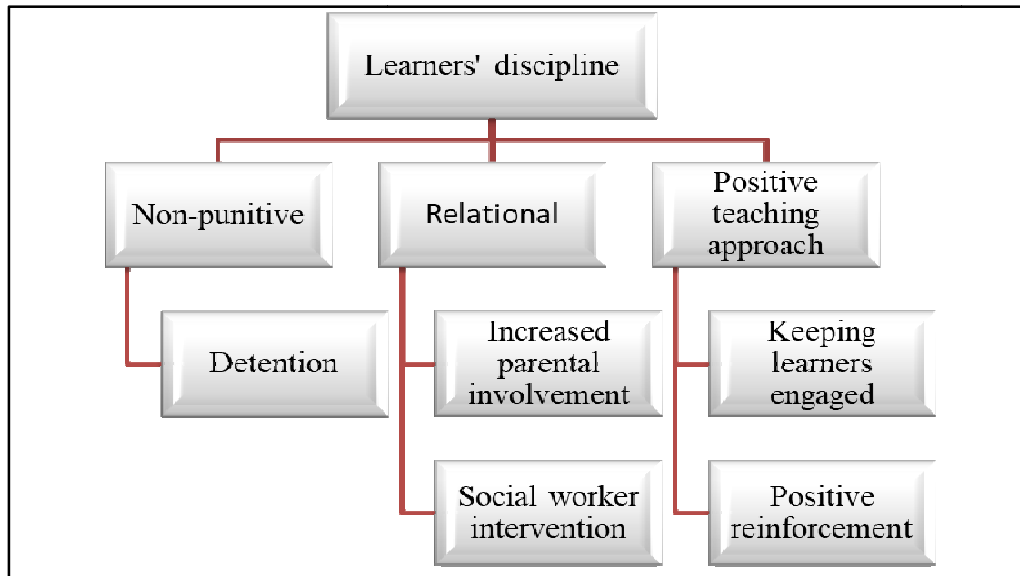 Learners' discipline
Non-punitive
Relational
Positive
teaching
approach
Detention
Increased
parental
involvement
Keeping
learners
engaged
Social worker
intervention
Positive
reinforcement